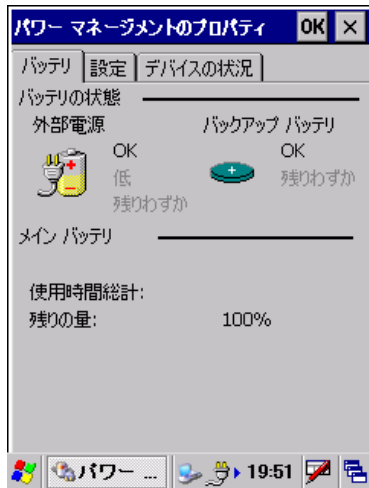 パワー マネージメントのプロパティ OK ×
バッテリ 設定 デバイスの状況
バッテリの状態
外部電源 バックアップ バッテリ
OK OK
低 残りわずか
残りわずか
メイン バッテリ
使用時間総計:
残りの量: 100%
パワー ... 19:51